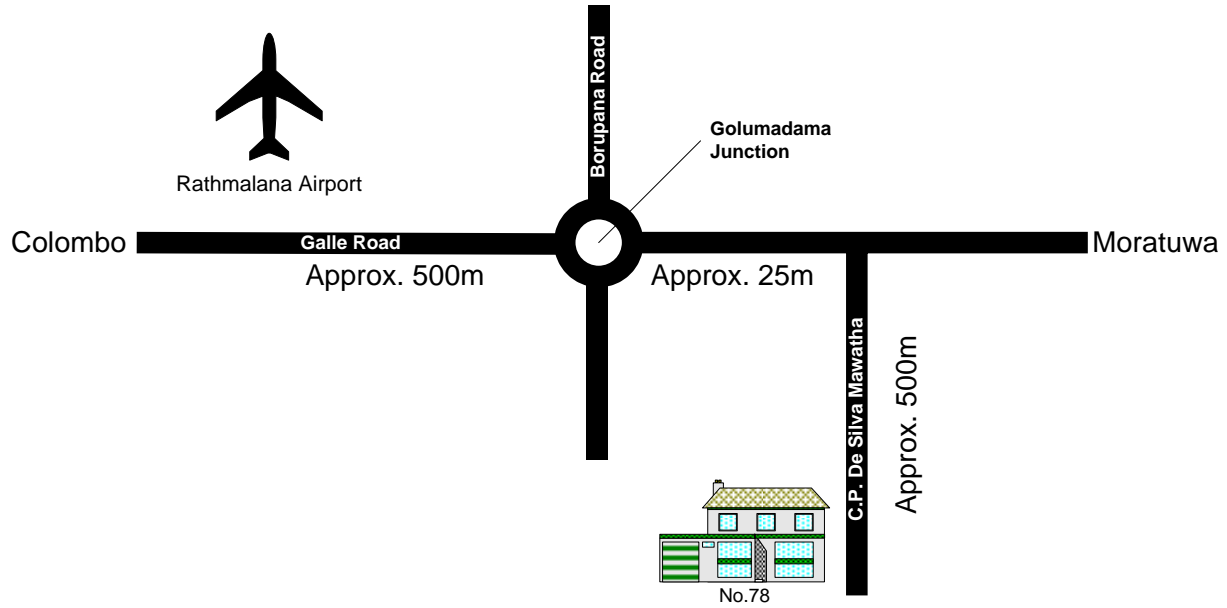 Borupana Road
Golumadama
Junction
Rathmalana Airport
Colombo
Galle Road
Moratuwa
Approx. 500m
Approx. 25m
C.P. De Silva Mawatha
Approx. 500m
No.78